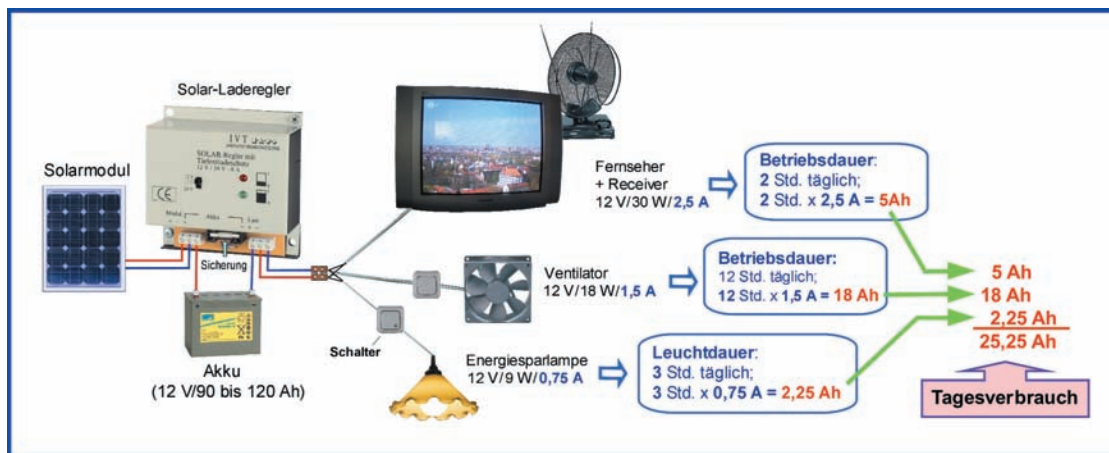 Solar-Laderegler
IVT
SOLAR-Regler mit
Tiefentladeschutz
CE
Solarmodul
Sicherung
Akku
(12 V/90 bis 120 Ah)
Schalter
Fernseher
+ Receiver
12 V/30 W/2,5 A
Betriebsdauer:
2 Std. täglich;
2 Std. x 2,5 A = 5Ah
Ventilator
12 V/18 W/1,5 A
Betriebsdauer:
12 Std. täglich;
12 Std. x 1,5 A = 18 Ah
Energiesparlampe
12 V/9 W/0,75 A
Leuchtdauer:
3 Std. täglich;
3 Std. x 0,75 A = 2,25 Ah
5 Ah
18 Ah
2,25 Ah
25,25 Ah
Tagesverbrauch